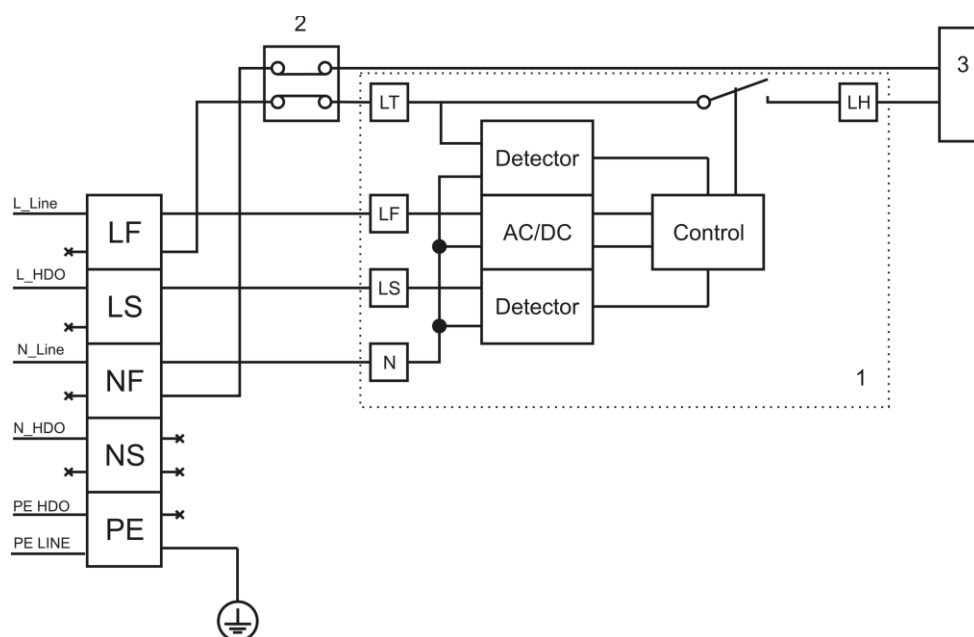 2
3
LT
LH
Detector
L_Line
LF
LF
AC/DC
Control
L_HDO
LS
LS
Detector
N_Line
NF
N
1
N_HDO
NS
PE HDO
PE
PE LINE